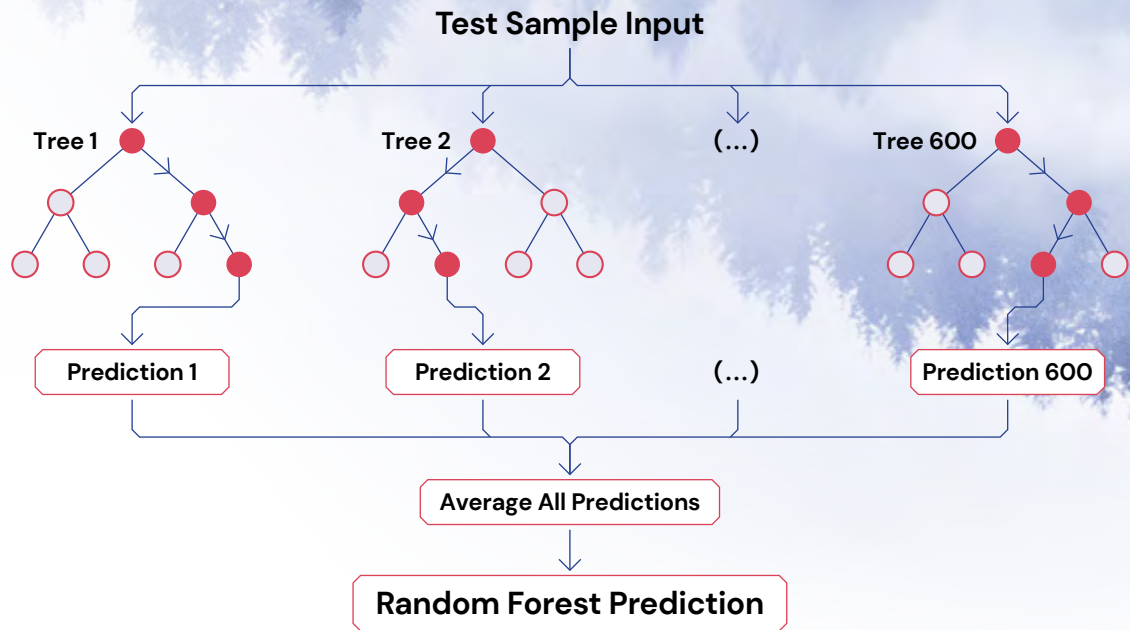 Test Sample Input
Tree 1
Tree 2
(...)
Tree 600
Prediction 1
Prediction 2
(...)
Prediction 600
Average All Predictions
Random Forest Prediction